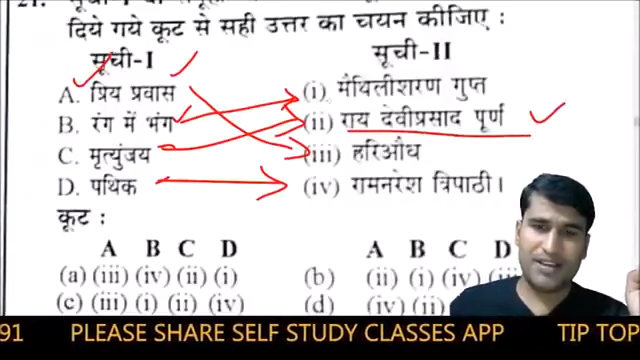 दिये गये कूट से सही उत्तर का चयन कीजिए :
सूची-I सूची-II
A. प्रिय प्रवास (i) मैथिलीशरण गुप्त
B. रंग में भंग (ii) राय देवीप्रसाद पूर्ण
C. मृत्युंजय (iii) हरिऔध
D. पथिक (iv) रामनरेश त्रिपाठी।
कूट :
A B C D A B C D
(a) (iii) (iv) (ii) (i) (b) (ii) (i) (iv)
(c) (iii) (i) (ii) (iv) (d) (iv) (ii)
91 PLEASE SHARE SELF STUDY CLASSES APP TIP TOP